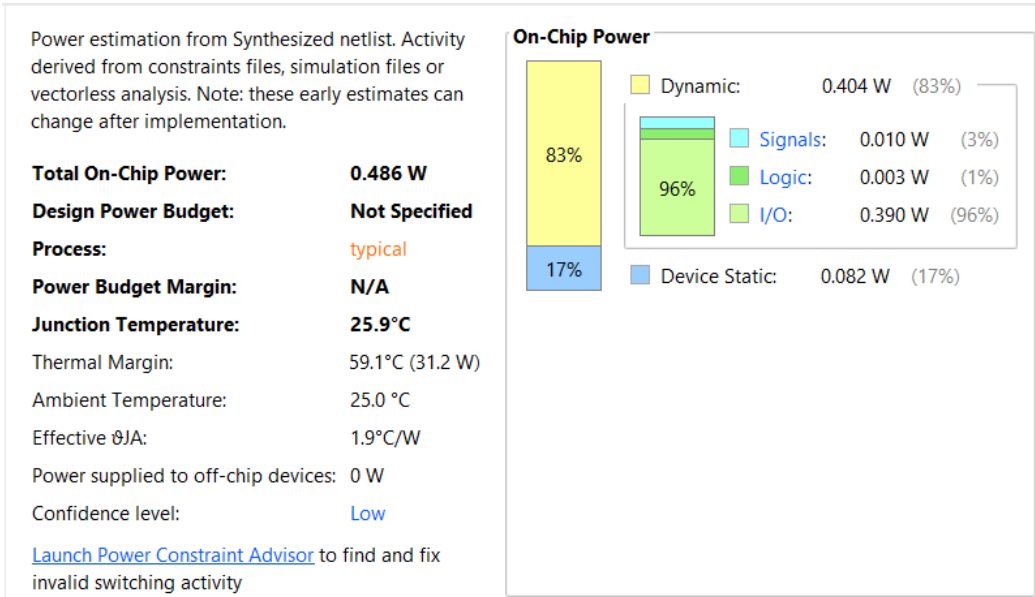 Power estimation from Synthesized netlist. Activity
derived from constraints files, simulation files or
vectorless analysis. Note: these early estimates can
change after implementation.
Total On-Chip Power: 0.486 W
Design Power Budget: Not Specified
Process: typical
Power Budget Margin: N/A
Junction Temperature: 25.9°C
Thermal Margin: 59.1°C (31.2 W)
Ambient Temperature: 25.0 °C
Effective ϑJA: 1.9°C/W
Power supplied to off-chip devices: 0 W
Confidence level: Low
Launch Power Constraint Advisor to find and fix
invalid switching activity
On-Chip Power
83%
17%
Dynamic: 0.404 W (83%)
96%
Signals: 0.010 W (3%)
Logic: 0.003 W (1%)
I/O: 0.390 W (96%)
Device Static: 0.082 W (17%)